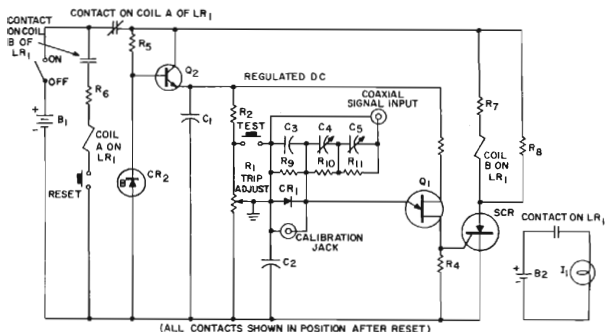 CONTACT ON COIL B OF LR1
CONTACT ON COIL A OF LR1
ON
OFF
B1
R6
COIL A ON LR1
RESET
R5
B
CR2
Q2
C1
REGULATED DC
R2
TEST
R1 TRIP ADJUST
COAXIAL SIGNAL INPUT
C3
C4
C5
R9
R10
R11
CR1
CALIBRATION JACK
C2
Q1
R4
R7
COIL B ON LR1
R8
SCR
CONTACT ON LR1
B2
I1
(ALL CONTACTS SHOWN IN POSITION AFTER RESET)